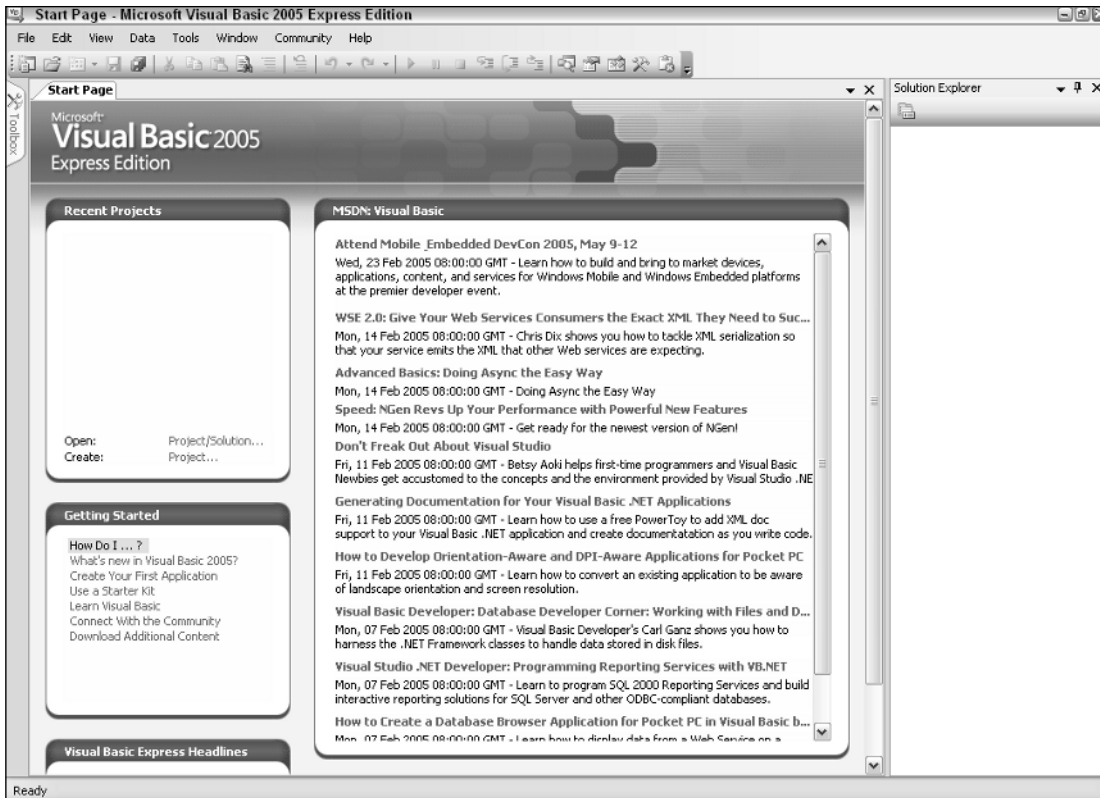 Start Page - Microsoft Visual Basic 2005 Express Edition
File Edit View Data Tools Window Community Help
Toolbox
Start Page
Solution Explorer
Microsoft
Visual Basic 2005
Express Edition
Recent Projects
Open: Project/Solution...
Create: Project...
Getting Started
How Do I ... ?
What's new in Visual Basic 2005?
Create Your First Application
Use a Starter Kit
Learn Visual Basic
Connect With the Community
Download Additional Content
Visual Basic Express Headlines
MSDN: Visual Basic
Attend Mobile_Embedded DevCon 2005, May 9-12
Wed, 23 Feb 2005 08:00:00 GMT - Learn how to build and bring to market devices,
applications, content, and services for Windows Mobile and Windows Embedded platforms
at the premier developer event.
WSE 2.0: Give Your Web Services Consumers the Exact XML They Need to Suc...
Mon, 14 Feb 2005 08:00:00 GMT - Chris Dix shows you how to tackle XML serialization so
that your service emits the XML that other Web services are expecting.
Advanced Basics: Doing Async the Easy Way
Mon, 14 Feb 2005 08:00:00 GMT - Doing Async the Easy Way
Speed: NGen Revs Up Your Performance with Powerful New Features
Mon, 14 Feb 2005 08:00:00 GMT - Get ready for the newest version of NGen!
Don't Freak Out About Visual Studio
Fri, 11 Feb 2005 08:00:00 GMT - Betsy Aoki helps first-time programmers and Visual Basic
Newbies get accustomed to the concepts and the environment provided by Visual Studio .NE
Generating Documentation for Your Visual Basic .NET Applications
Fri, 11 Feb 2005 08:00:00 GMT - Learn how to use a free PowerToy to add XML doc
support to your Visual Basic .NET application and create documentatation as you write code.
How to Develop Orientation-Aware and DPI-Aware Applications for Pocket PC
Fri, 11 Feb 2005 08:00:00 GMT - Learn how to convert an existing application to be aware
of landscape orientation and screen resolution.
Visual Basic Developer: Database Developer Corner: Working with Files and D...
Mon, 07 Feb 2005 08:00:00 GMT - Visual Basic Developer's Carl Ganz shows you how to
harness the .NET Framework classes to handle data stored in disk files.
Visual Studio .NET Developer: Programming Reporting Services with VB.NET
Mon, 07 Feb 2005 08:00:00 GMT - Learn to program SQL 2000 Reporting Services and build
interactive reporting solutions for SQL Server and other ODBC-compliant databases.
How to Create a Database Browser Application for Pocket PC in Visual Basic b...
Mon, 07 Feb 2005 08:00:00 GMT - Learn how to display data from a Web Service on a
Ready